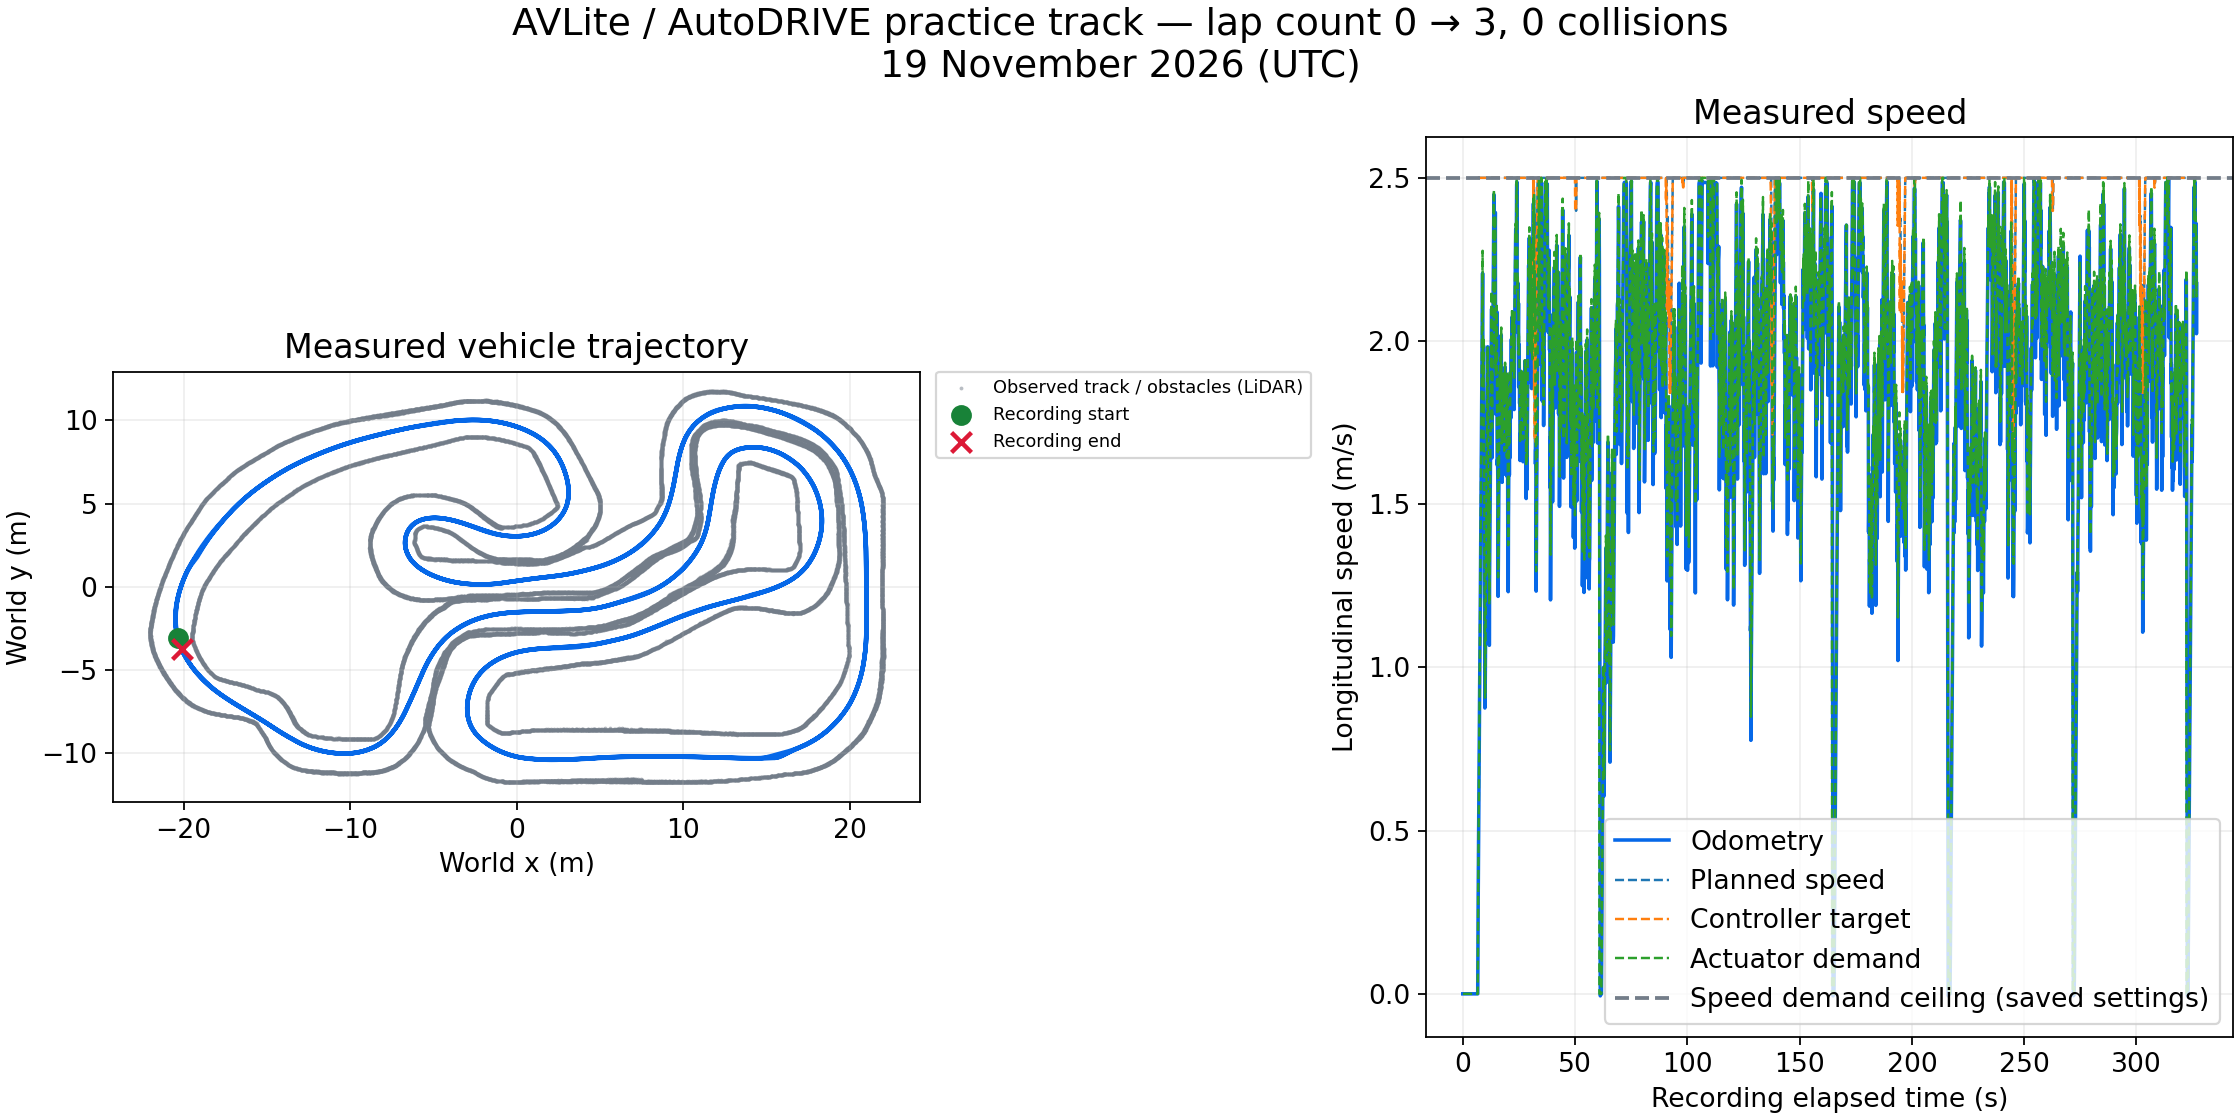 AVLite / AutoDRIVE practice track — lap count 0 → 3, 0 collisions
19 November 2026 (UTC)
Measured vehicle trajectory
10
5
0
−5
−10
−20
−10
0
10
20
World y (m)
World x (m)
Observed track / obstacles (LiDAR)
Recording start
Recording end
Measured speed
2.5
2.0
1.5
1.0
0.5
0.0
Longitudinal speed (m/s)
Odometry
Planned speed
Controller target
Actuator demand
Speed demand ceiling (saved settings)
0
50
100
150
200
250
300
Recording elapsed time (s)